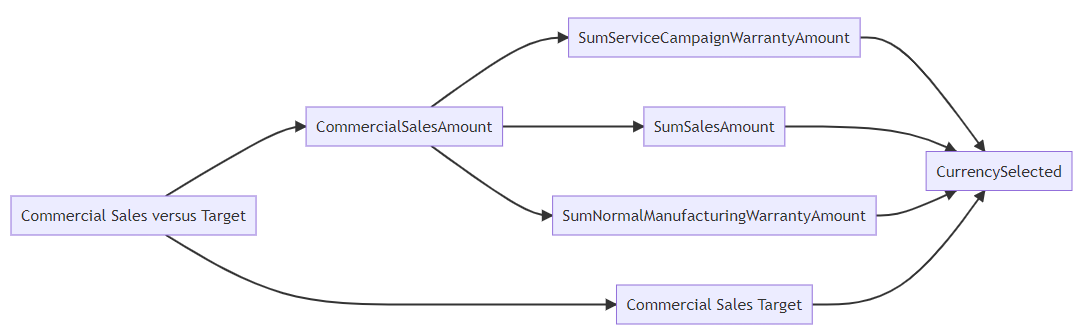 SumServiceCampaignWarrantyAmount
CommercialSalesAmount
SumSalesAmount
CurrencySelected
Commercial Sales versus Target
SumNormalManufacturingWarrantyAmount
Commercial Sales Target